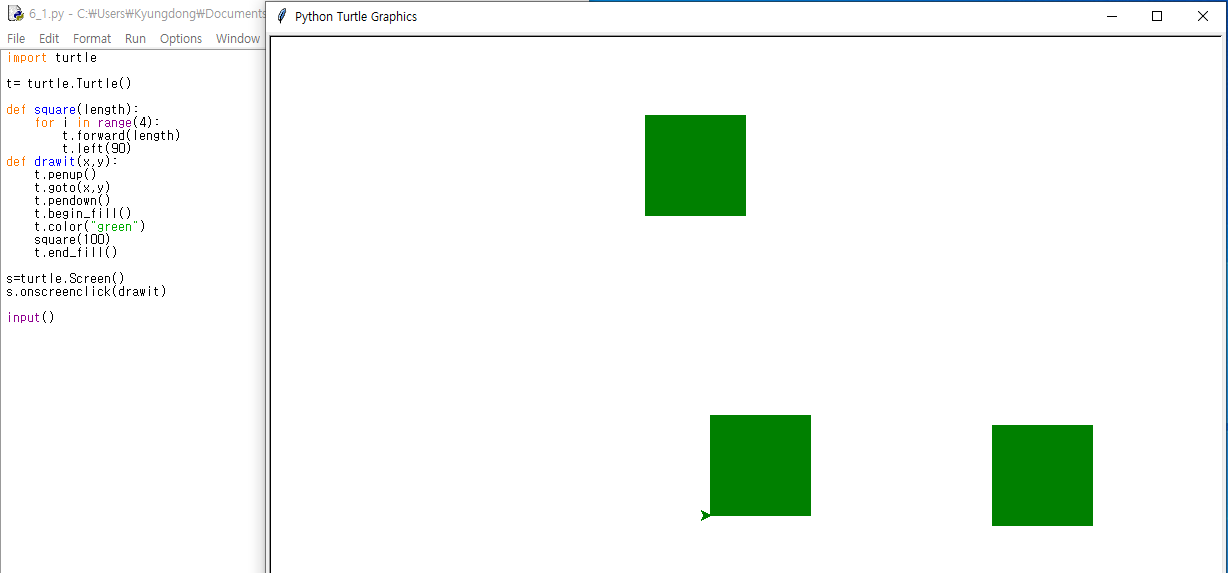 6_1.py - C:₩Users₩Kyungdong₩Documents
File Edit Format Run Options Window
import turtle
t= turtle.Turtle()
def square(length):
    for i in range(4):
        t.forward(length)
        t.left(90)
def drawit(x,y):
    t.penup()
    t.goto(x,y)
    t.pendown()
    t.begin_fill()
    t.color("green")
    square(100)
    t.end_fill()
s=turtle.Screen()
s.onscreenclick(drawit)
input()
Python Turtle Graphics